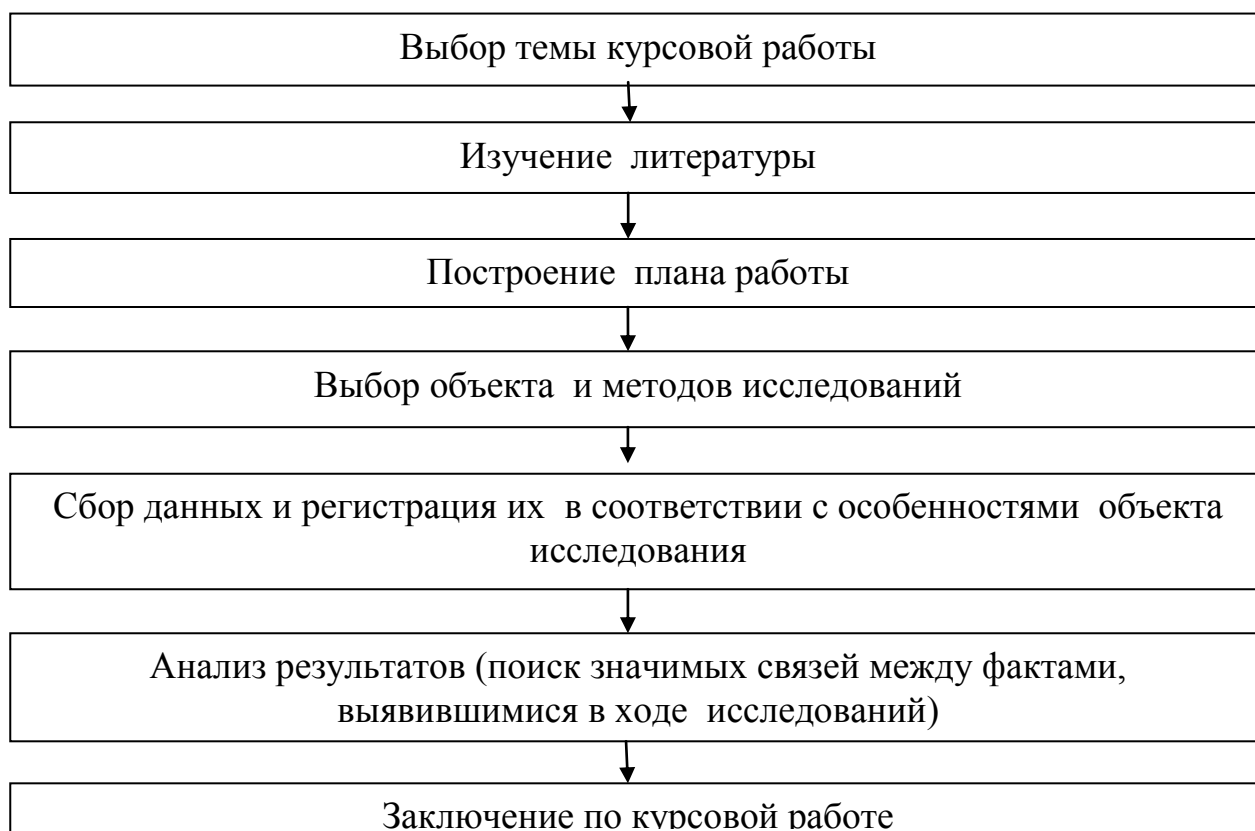 Выбор темы курсовой работы
Изучение литературы
Построение плана работы
Выбор объекта и методов исследований
Сбор данных и регистрация их в соответствии с особенностями объекта
исследования
Анализ результатов (поиск значимых связей между фактами,
выявившимися в ходе исследований)
Заключение по курсовой работе